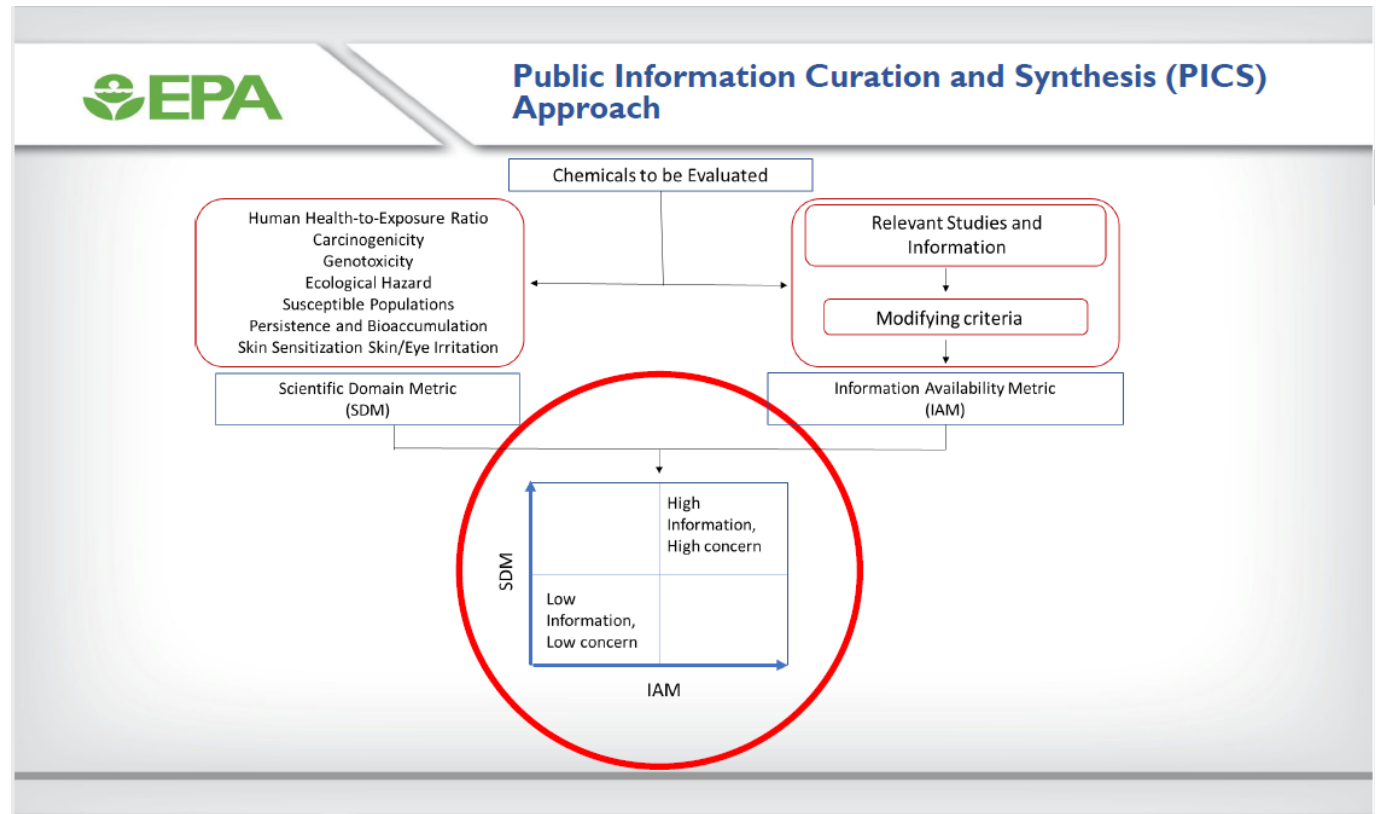 EPA
Public Information Curation and Synthesis (PICS)
Approach
Chemicals to be Evaluated
Human Health-to-Exposure Ratio
Carcinogenicity
Genotoxicity
Ecological Hazard
Susceptible Populations
Persistence and Bioaccumulation
Skin Sensitization Skin/Eye Irritation
Relevant Studies and
Information
Modifying criteria
Scientific Domain Metric
(SDM)
Information Availability Metric
(IAM)
High
Information,
High concern
SDM
Low
Information,
Low concern
IAM